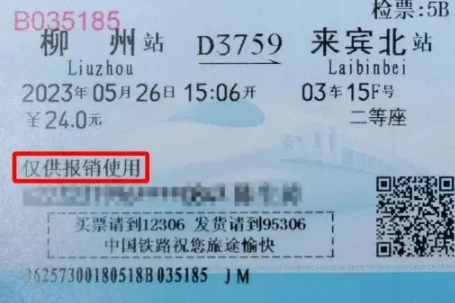 B035185 检票:5B
柳州站 D3759 来宾北站
Liuzhou Laibinbei
2023年05月26日15:06开 03车15F号
￥24.0元 二等座
仅供报销使用
买票请到12306 发货请到95306
中国铁路祝您旅途愉快
36257300180518B035185 JM